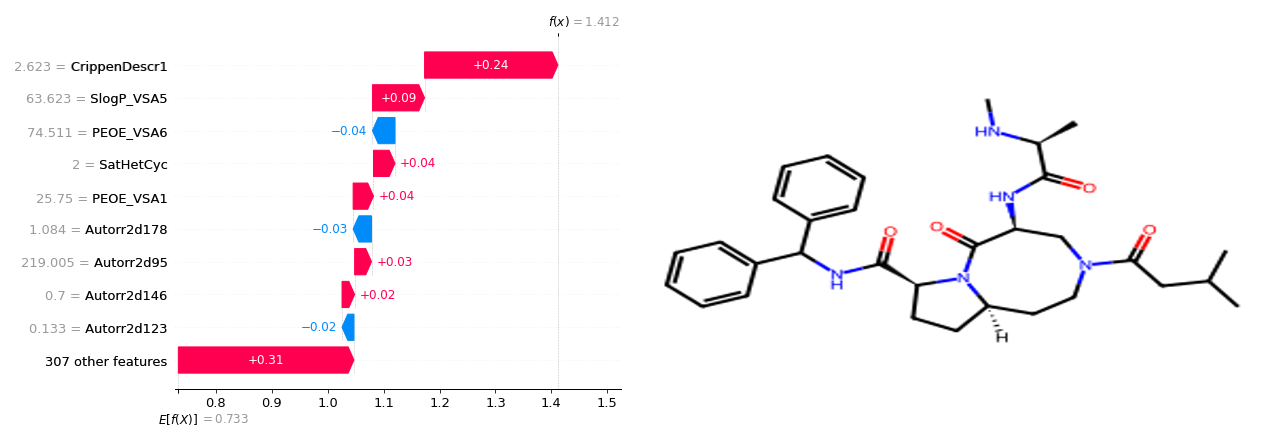 f(x) = 1.412
2.623 = CrippenDescr1
+0.24
63.623 = SlogP_VSA5
+0.09
74.511 = PEOE_VSA6
−0.04
2 = SatHetCyc
+0.04
25.75 = PEOE_VSA1
+0.04
1.084 = Autorr2d178
−0.03
219.005 = Autorr2d95
+0.03
0.7 = Autorr2d146
+0.02
0.133 = Autorr2d123
−0.02
307 other features
+0.31
0.8 0.9 1.0 1.1 1.2 1.3 1.4 1.5
E[f(X)] = 0.733
HN
O
HN
O
O
O
N
N
N
H
H